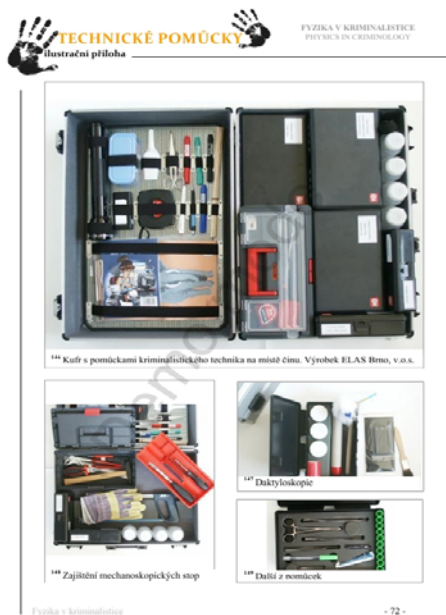 TECHNICKÉ POMŮCKY
ilustrační příloha
FYZIKA V KRIMINALISTICE
PHYSICS IN CRIMINOLOGY
146 Kufr s pomůckami kriminalistického technika na místě činu. Výrobek ELAS Brno, v.o.s.
147 Daktyloskopie
148 Zajištění mechanoskopických stop
149 Další z pomůcek
Fyzika v kriminalistice
- 72 -